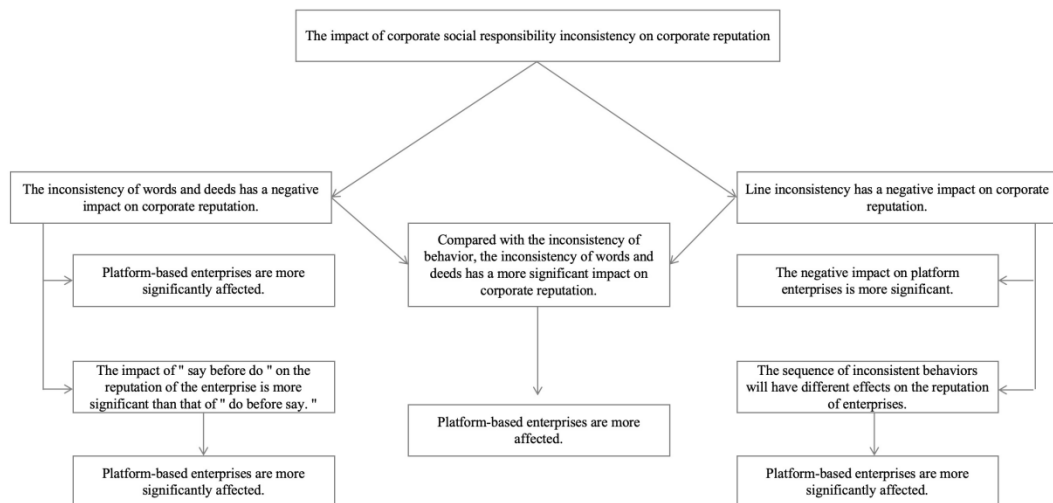 The impact of corporate social responsibility inconsistency on corporate reputation
The inconsistency of words and deeds has a negative
impact on corporate reputation.
Line inconsistency has a negative impact on corporate
reputation.
Compared with the inconsistency of
behavior, the inconsistency of words and
deeds has a more significant impact on
corporate reputation.
Platform-based enterprises are more
significantly affected.
The negative impact on platform
enterprises is more significant.
The impact of " say before do " on the
reputation of the enterprise is more
significant than that of " do before say. "
The sequence of inconsistent behaviors
will have different effects on the reputation
of enterprises.
Platform-based enterprises are more
affected.
Platform-based enterprises are more
significantly affected.
Platform-based enterprises are more
significantly affected.